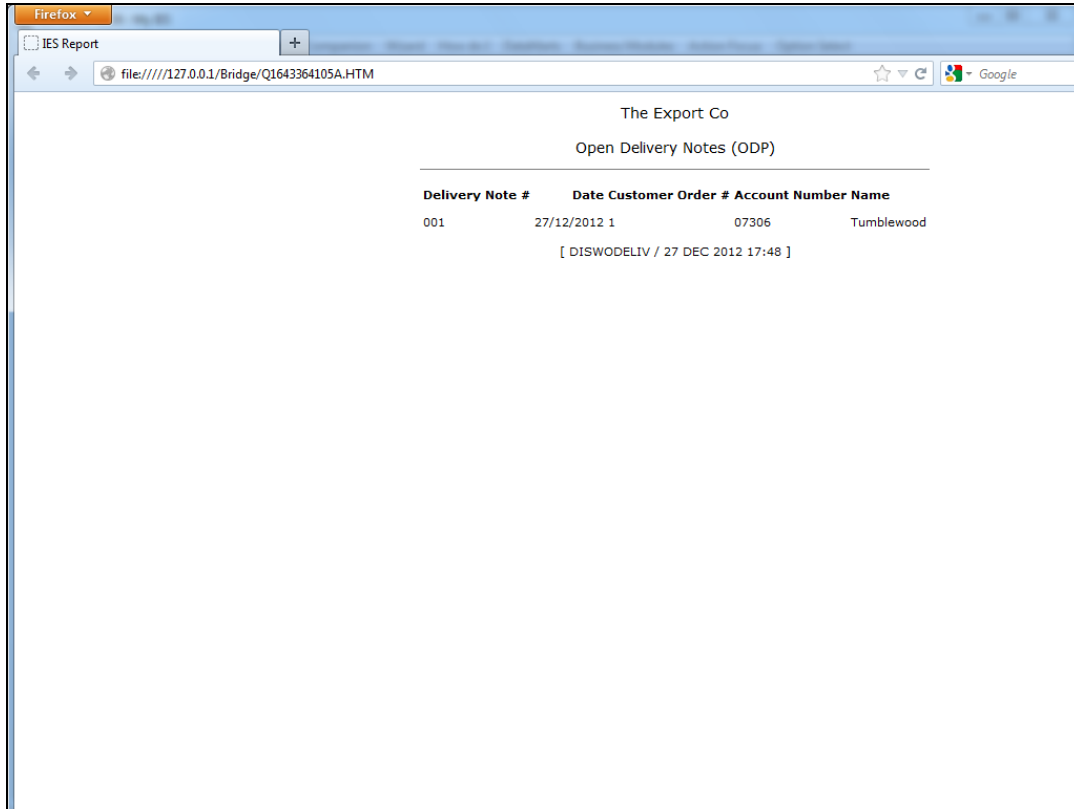 Firefox
IES Report
file://///127.0.0.1/Bridge/Q1643364105A.HTM
Google
The Export Co
Open Delivery Notes (ODP)
Delivery Note # Date Customer Order # Account Number Name
001 27/12/2012 1 07306 Tumblewood
[ DISWODELIV / 27 DEC 2012 17:48 ]